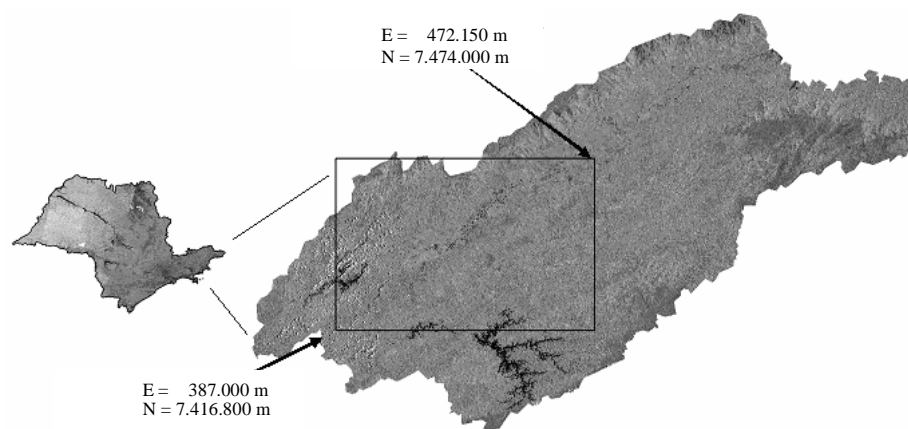 E = 472.150 m
N = 7.474.000 m
E = 387.000 m
N = 7.416.800 m